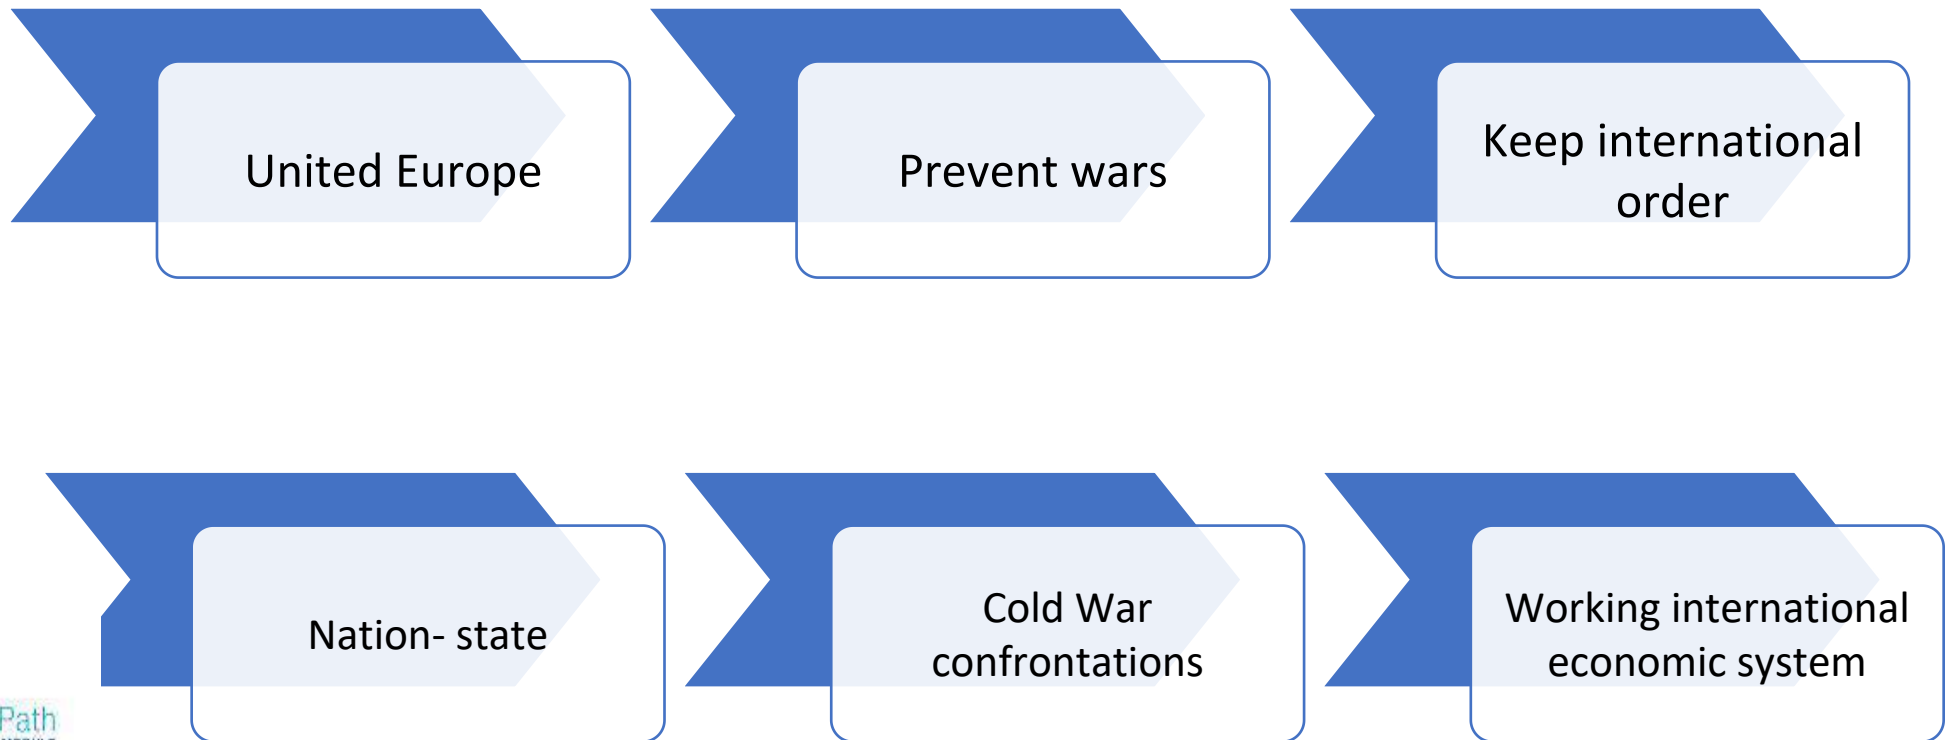 United Europe
Prevent wars
Keep international
order
Nation- state
Cold War
confrontations
Working international
economic system
Path